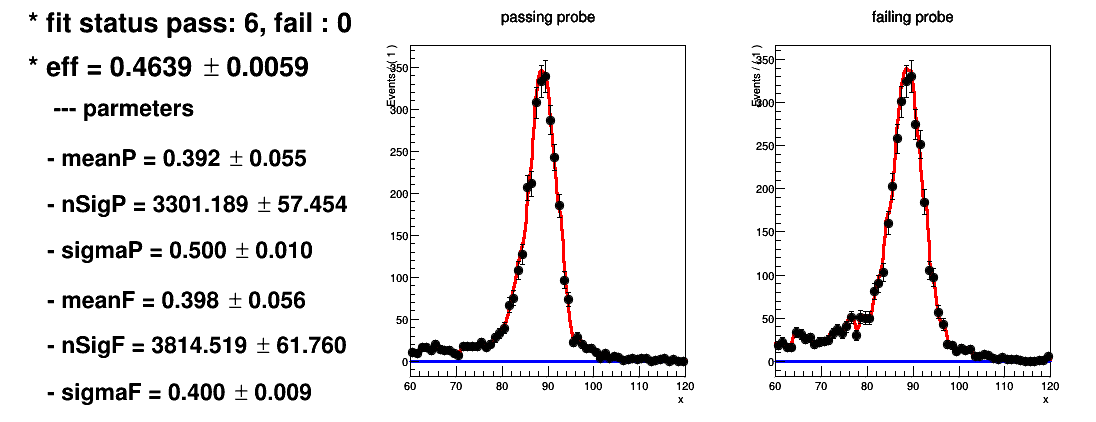 * fit status pass: 6, fail : 0
* eff = 0.4639 ± 0.0059
--- parmeters
- meanP = 0.392 ± 0.055
- nSigP = 3301.189 ± 57.454
- sigmaP = 0.500 ± 0.010
- meanF = 0.398 ± 0.056
- nSigF = 3814.519 ± 61.760
- sigmaF = 0.400 ± 0.009
passing probe
Events / ( 1 )
350
300
250
200
150
100
50
0
60 70 80 90 100 110 120
x
failing probe
Events / ( 1 )
350
300
250
200
150
100
50
0
60 70 80 90 100 110 120
x